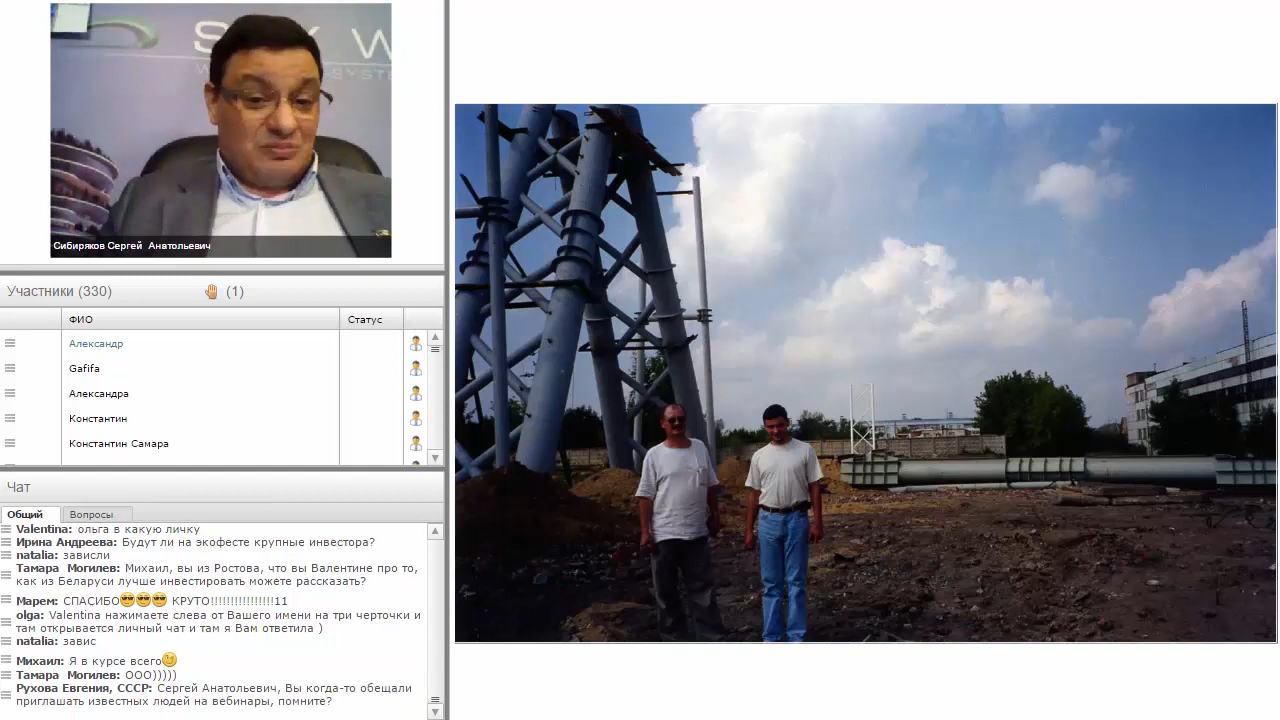 S K Y W
SYSTE
Сибиряков Сергей Анатольевич
Участники (330)
(1)
ФИО
Статус
Александр
Gafifa
Александра
Константин
Константин Самара
Чат
Общий
Вопросы
Valentina: ольга в какую личку
Ирина Андреева: Будут ли на экофесте крупные инвестора?
natalia: зависли
Тамара Могилев: Михаил, вы из Ростова, что вы Валентине про то,
как из Беларуси лучше инвестировать можете рассказать?
Марем: СПАСИБО КРУТО!!!!!!!!!!!!!!!!11
olga: Valentina нажимаете слева от Вашего имени на три черточки и
там открывается личный чат и там я Вам ответила )
natalia: завис
Михаил: Я в курсе всего
Тамара Могилев: ООО)))))
Рухова Евгения, СССР: Сергей Анатольевич, Вы когда-то обещали
приглашать известных людей на вебинары, помните?